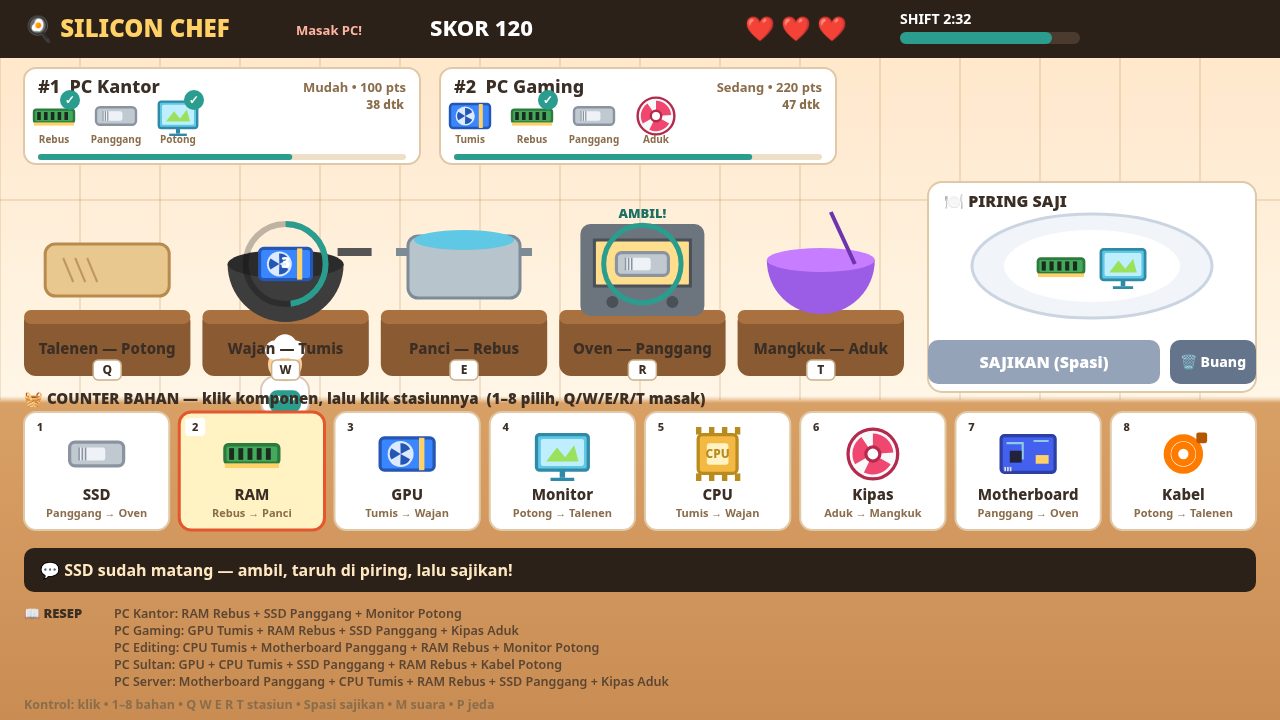 🍳 SILICON CHEF
Masak PC!
SKOR 120
❤️ ❤️ ❤️
SHIFT 2:32
#1 PC Kantor
Mudah • 100 pts
38 dtk
Rebus
Panggang
Potong
#2 PC Gaming
Sedang • 220 pts
47 dtk
Tumis
Rebus
Panggang
Aduk
AMBIL!
🍽️ PIRING SAJI
Talenan — Potong
Wajan — Tumis
Panci — Rebus
Oven — Panggang
Mangkuk — Aduk
Q
W
E
R
T
SAJIKAN (Spasi)
🗑️ Buang
🧺 COUNTER BAHAN — klik komponen, lalu klik stasiunnya (1–8 pilih, Q/W/E/R/T masak)
1
SSD
Panggang → Oven
2
RAM
Rebus → Panci
3
GPU
Tumis → Wajan
4
Monitor
Potong → Talenen
5
CPU
CPU
Tumis → Wajan
6
Kipas
Aduk → Mangkuk
7
Motherboard
Panggang → Oven
8
Kabel
Potong → Talenen
💬 SSD sudah matang — ambil, taruh di piring, lalu sajikan!
📖 RESEP
PC Kantor: RAM Rebus + SSD Panggang + Monitor Potong
PC Gaming: GPU Tumis + RAM Rebus + SSD Panggang + Kipas Aduk
PC Editing: CPU Tumis + Motherboard Panggang + RAM Rebus + Monitor Potong
PC Sultan: GPU + CPU Tumis + SSD Panggang + RAM Rebus + Kabel Potong
PC Server: Motherboard Panggang + CPU Tumis + RAM Rebus + SSD Panggang + Kipas Aduk
Kontrol: klik • 1–8 bahan • Q W E R T stasiun • Spasi sajikan • M suara • P jeda